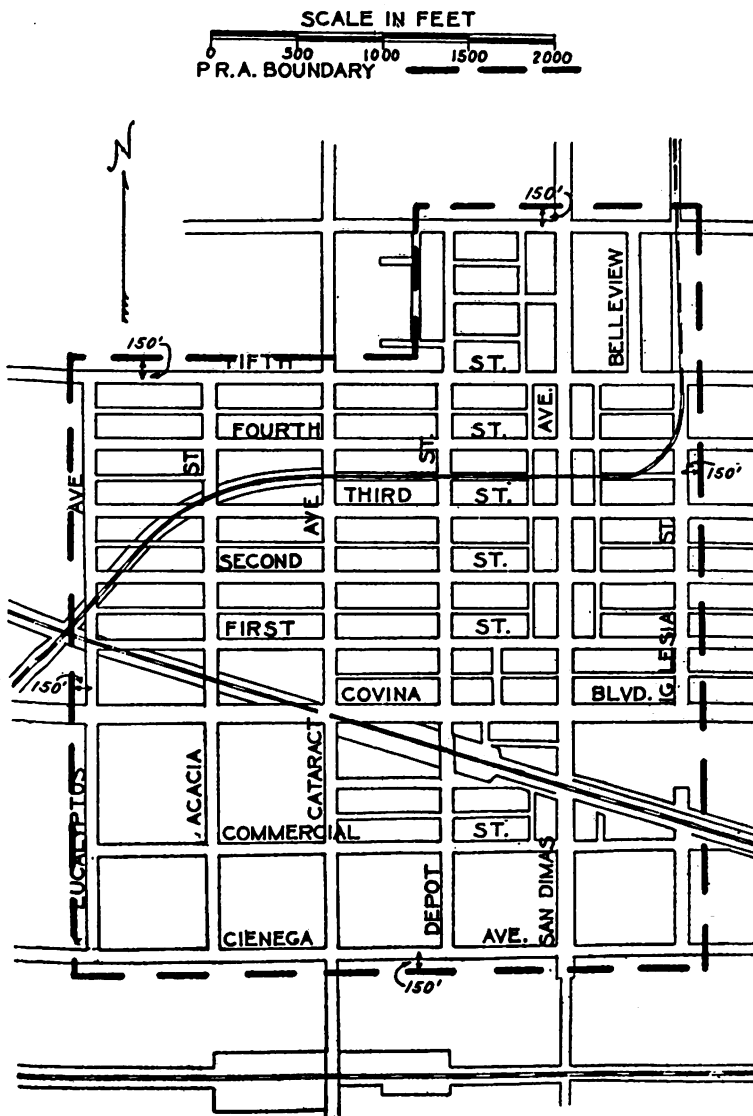 SCALE IN FEET
0 500 1000 1500 2000
P.R.A. BOUNDARY
N
150'
BELLEVIEW
150'
FIFTH ST.
AVE.
FOURTH ST.
ST.
ST.
150'
AVE
THIRD ST.
AVE
ST.
SECOND ST.
FIRST ST.
IGLESIA
150'
COVINA BLVD.
CATARACT
ACACIA
EUCALYPTUS
COMMERCIAL ST.
SAN DIMAS
DEPOT
CIENEGA AVE.
150'